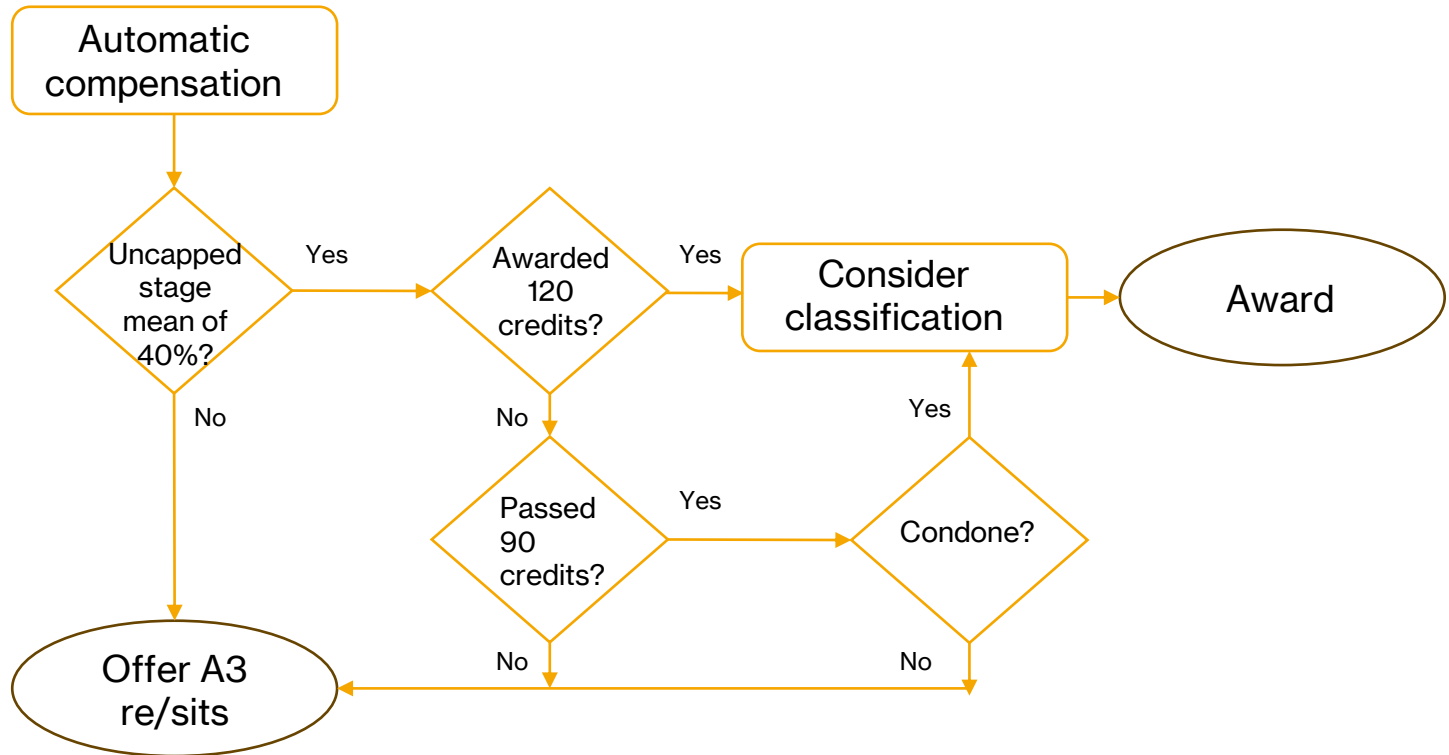 Automatic
compensation
Uncapped
stage
mean of
40%?
Yes
No
Awarded
120
credits?
Yes
No
Consider
classification
Award
Passed
90
credits?
Yes
No
Condone?
Yes
No
Offer A3
re/sits